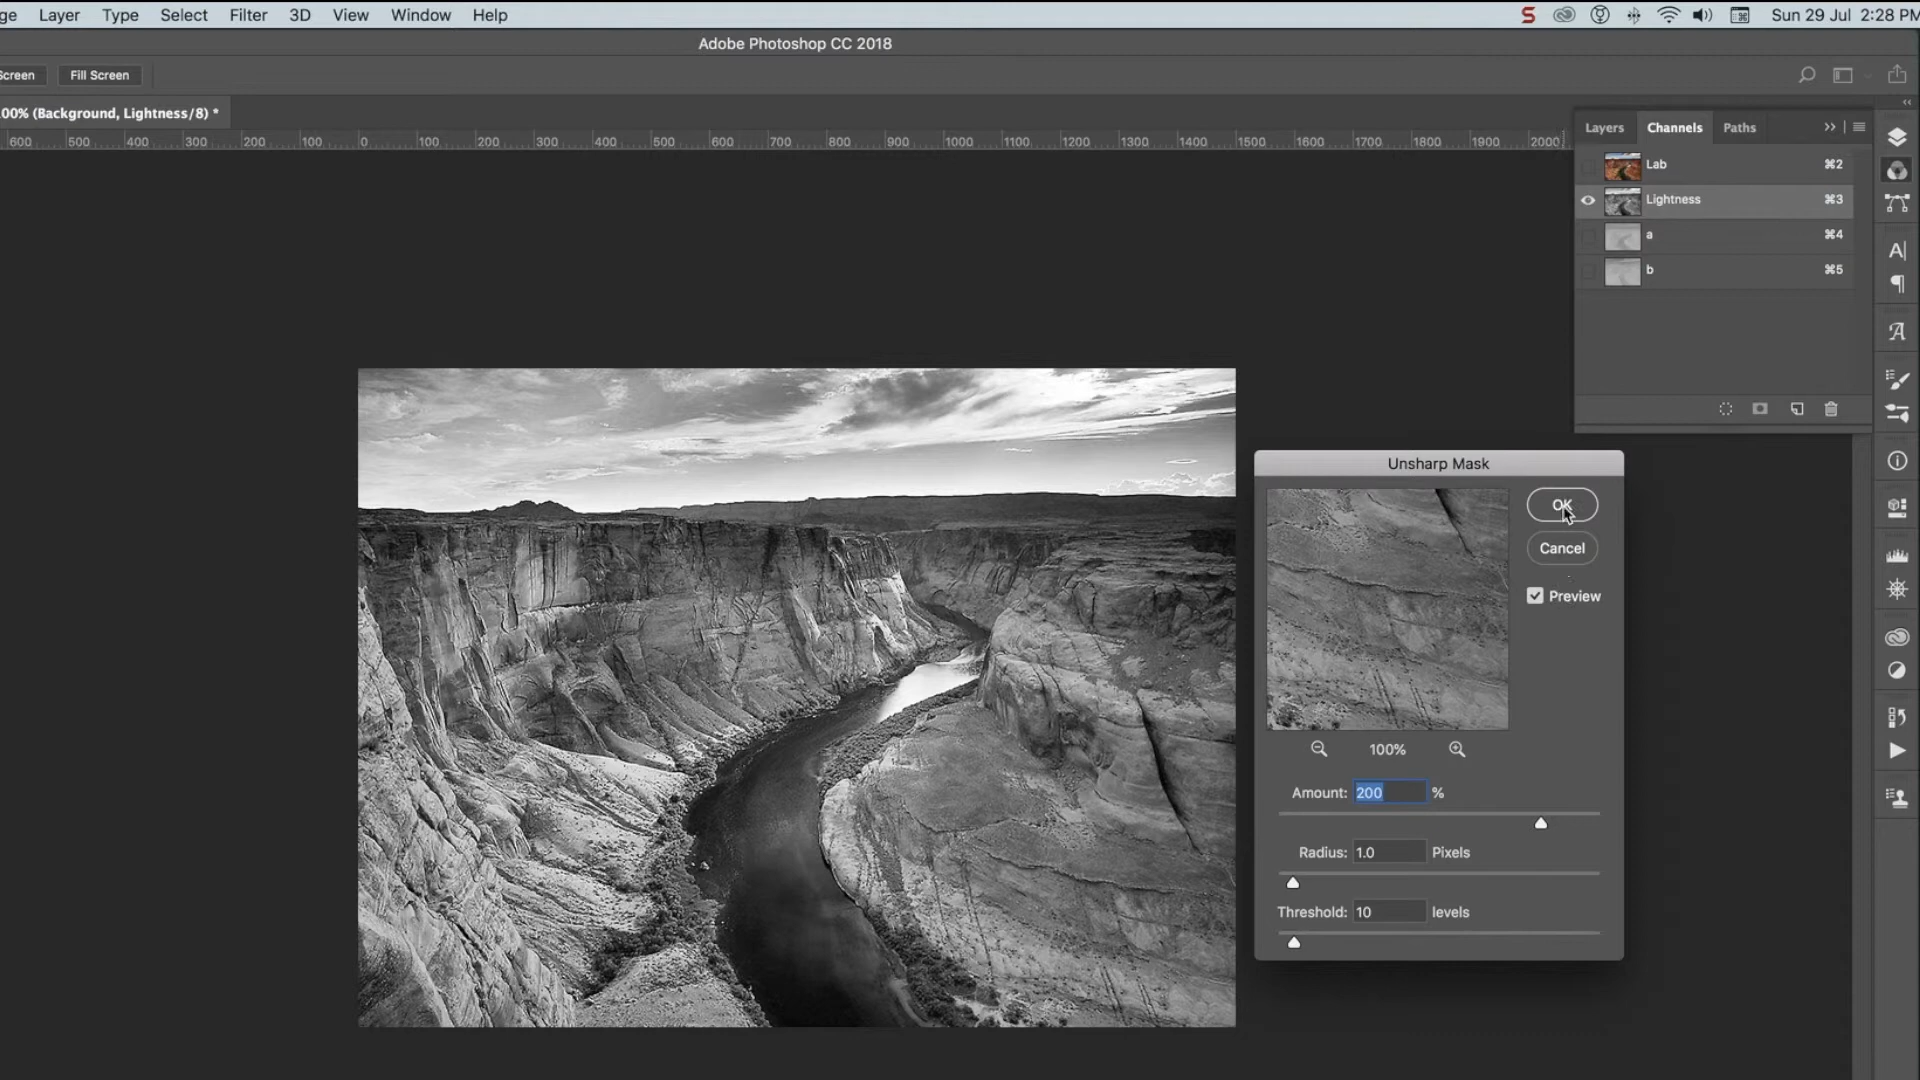 ge Layer Type Select Filter 3D View Window Help Sun 29 Jul 2:28 PM
Adobe Photoshop CC 2018
Screen Fill Screen
00% (Background, Lightness/8) *
600 500 400 300 200 100 0 100 200 300 400 500 600 700 800 900 1000 1100 1200 1300 1400 1500 1600 1700 1800 1900 2000
Layers Channels Paths
Lab ⌘2
Lightness ⌘3
a ⌘4
b ⌘5
Unsharp Mask
OK
Cancel
Preview
100%
Amount: 200 %
Radius: 1.0 Pixels
Threshold: 10 levels